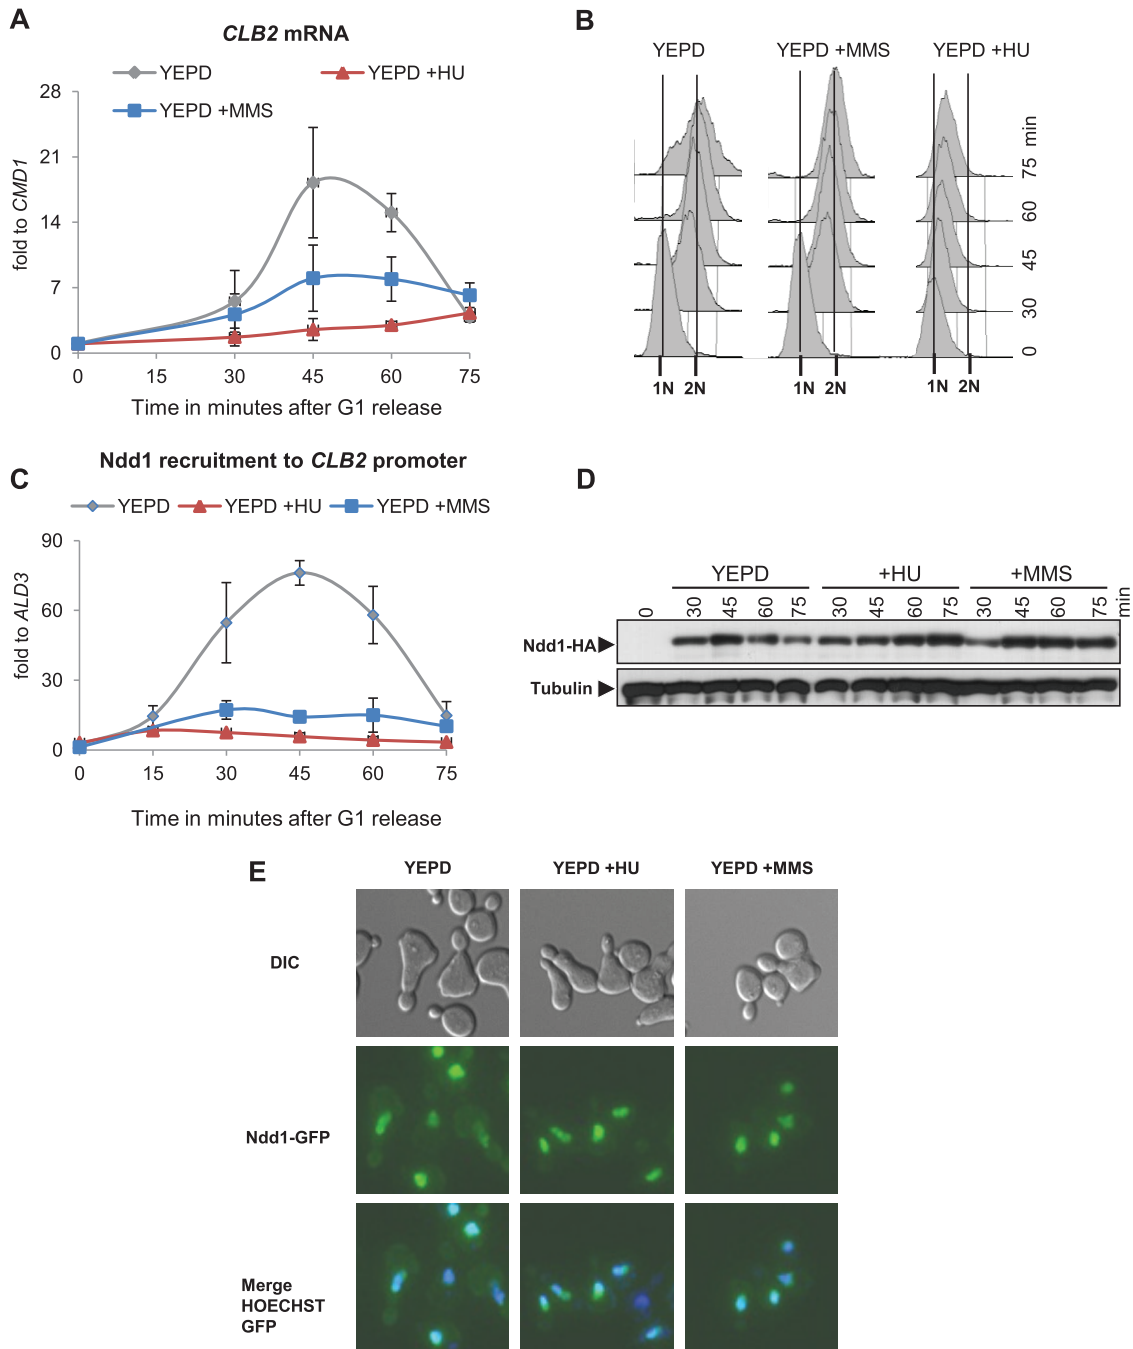 A
CLB2 mRNA
YEPD
YEPD +HU
YEPD +MMS
28
21
14
7
0
fold to CMD1
0 15 30 45 60 75
Time in minutes after G1 release
B
YEPD YEPD +MMS YEPD +HU
min
75
60
45
30
0
1N 2N 1N 2N 1N 2N
C
Ndd1 recruitment to CLB2 promoter
YEPD YEPD +HU YEPD +MMS
90
60
30
0
fold to ALD3
0 15 30 45 60 75
Time in minutes after G1 release
D
YEPD +HU +MMS
0 30 45 60 75 30 45 60 75 30 45 60 75 min
Ndd1-HA
Tubulin
E
YEPD YEPD +HU YEPD +MMS
DIC
Ndd1-GFP
Merge
HOECHST
GFP